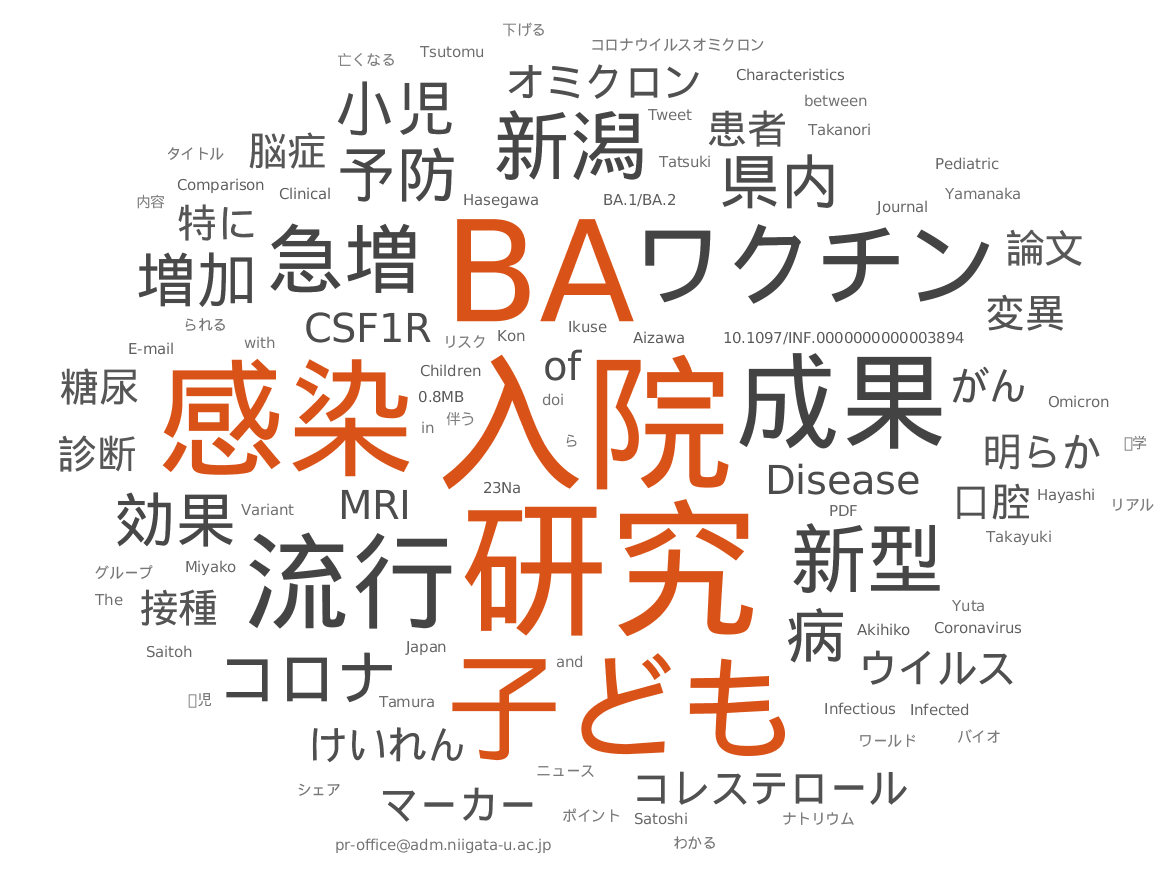 下げる
コロナウイルスオミクロン
Tsutomu
亡くなる
オミクロン
Characteristics
小児
between
新潟
Tweet
患者
Takanori
脳症
タイトル
予防
Tatsuki
県内
Pediatric
Comparison
Clinical
Yamanaka
内容
Hasegawa
BA.1/BA.2
Journal
特に
急増
BA
ワクチン
論文
増加
変異
られる
CSF1R
Ikuse
E-mail
with
リスク
Kon
Aizawa
10.1097/INF.0000000000003894
糖尿
感染
Children
of
入院
成果
がん
0.8MB
doi
Omicron
in
伴う
ら
診断
明らか
学
23Na
Disease
口腔
Hayashi
リアル
効果
Variant
MRI
PDF
研究
新型
Takayuki
グループ
Miyako
流行
The
接種
Yuta
病
Akihiko
Coronavirus
Saitoh
コロナ
Japan
and
子ども
ウイルス
児
Tamura
Infectious
Infected
けいれん
ワールド
バイオ
ニュース
シェア
マーカー
コレステロール
ポイント
Satoshi
ナトリウム
pr-office@adm.niigata-u.ac.jp
わかる